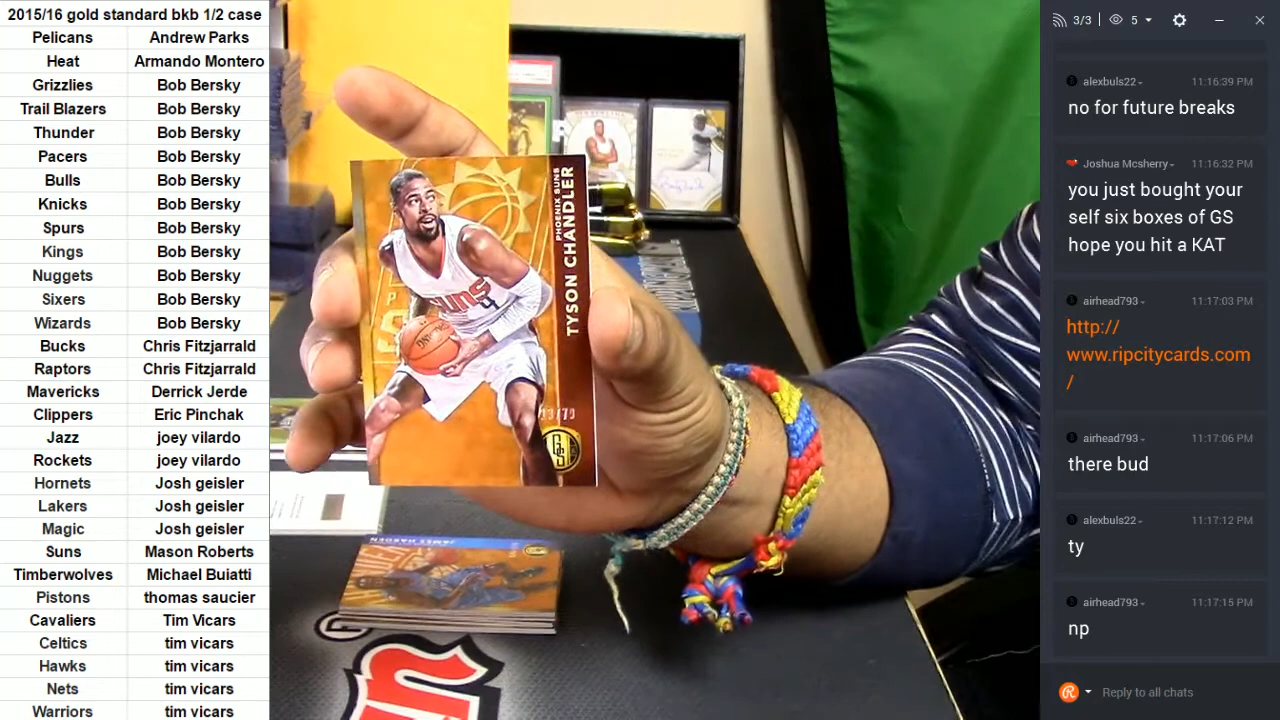 2015/16 gold standard bkb 1/2 case
Pelicans Andrew Parks
Heat Armando Montero
Grizzlies Bob Bersky
Trail Blazers Bob Bersky
Thunder Bob Bersky
Pacers Bob Bersky
Bulls Bob Bersky
Knicks Bob Bersky
Spurs Bob Bersky
Kings Bob Bersky
Nuggets Bob Bersky
Sixers Bob Bersky
Wizards Bob Bersky
Bucks Chris Fitzjarrald
Raptors Chris Fitzjarrald
Mavericks Derrick Jerde
Clippers Eric Pinchak
Jazz joey vilardo
Rockets joey vilardo
Hornets Josh geisler
Lakers Josh geisler
Magic Josh geisler
Suns Mason Roberts
Timberwolves Michael Buiatti
Pistons thomas saucier
Cavaliers Tim Vicars
Celtics tim vicars
Hawks tim vicars
Nets tim vicars
Warriors tim vicars
PHOENIX SUNS
TYSON CHANDLER
SUNS
4
JAMES HARDEN
3/3 5
alexbuls22 11:16:39 PM
no for future breaks
Joshua Mcsherry 11:16:32 PM
you just bought your
self six boxes of GS
hope you hit a KAT
airhead793 11:17:03 PM
http://
www.ripcitycards.com
/
airhead793 11:17:06 PM
there bud
alexbuls22 11:17:12 PM
ty
airhead793 11:17:15 PM
np
Reply to all chats